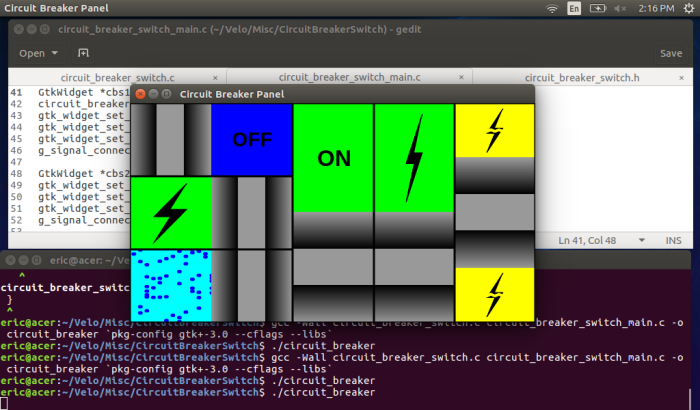 Circuit Breaker Panel
En
2:16 PM
circuit_breaker_switch_main.c (~/Velo/Misc/CircuitBreakerSwitch) - gedit
Open
Save
circuit_breaker_switch.c
circuit_breaker_switch_main.c
circuit_breaker_switch.h
Circuit Breaker Panel
41 GtkWidget *cbs1
42 circuit_breaker
43 gtk_widget_set_
44 gtk_widget_set_
45 gtk_widget_set_
46 g_signal_connec
47
48 GtkWidget *cbs2
49 gtk_widget_set_
50 gtk_widget_set_
51 gtk_widget_set_
52 g_signal_connec
OFF
ON
Ln 41, Col 48
INS
eric@acer: ~/Ve
^
circuit_breaker_switc
}
^
eric@acer:~/Velo/Misc/CircuitBreakerSwitch$ gcc -Wall circuit_breaker_switch.c circuit_breaker_switch_main.c -o
circuit_breaker `pkg-config gtk+-3.0 --cflags --libs`
eric@acer:~/Velo/Misc/CircuitBreakerSwitch$ ./circuit_breaker
eric@acer:~/Velo/Misc/CircuitBreakerSwitch$ gcc -Wall circuit_breaker_switch.c circuit_breaker_switch_main.c -o
circuit_breaker `pkg-config gtk+-3.0 --cflags --libs`
eric@acer:~/Velo/Misc/CircuitBreakerSwitch$ ./circuit_breaker
eric@acer:~/Velo/Misc/CircuitBreakerSwitch$ ./circuit_breaker